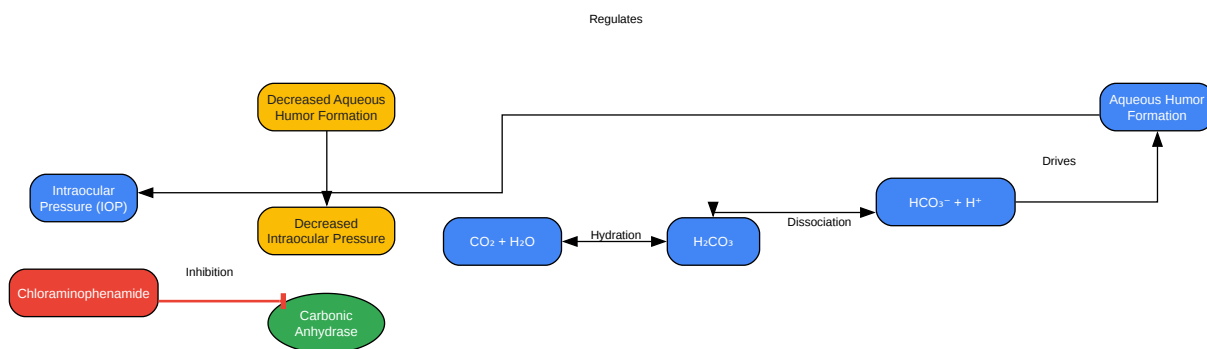 Regulates
Decreased Aqueous
Humor Formation
Aqueous Humor
Formation
Drives
Intraocular
Pressure (IOP)
HCO₃⁻ + H⁺
Decreased
Intraocular Pressure
Dissociation
CO₂ + H₂O
Hydration
H₂CO₃
Inhibition
Chloraminophenamide
Carbonic
Anhydrase